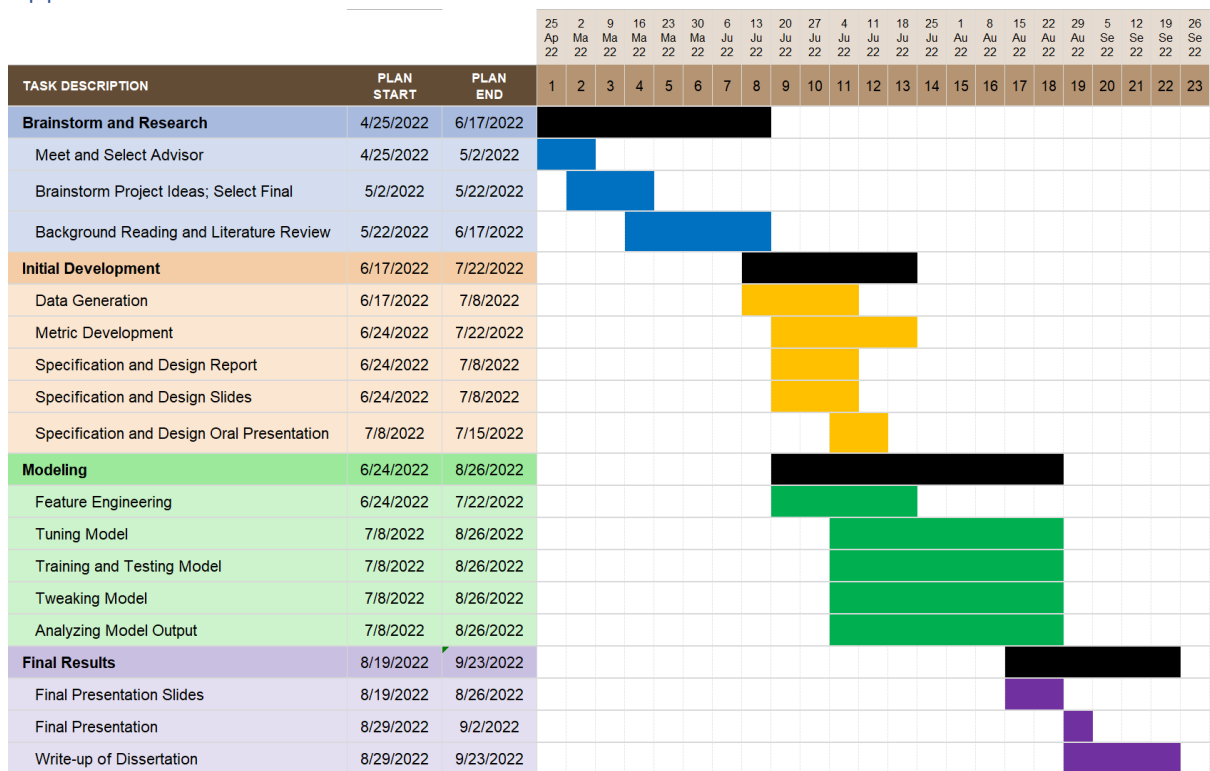 25 2 9 16 23 30 6 13 20 27 4 11 18 25 1 8 15 22 29 5 12 19 26
Ap Ma Ma Ma Ma Ma Ju Ju Ju Ju Ju Ju Ju Ju Au Au Au Au Au Se Se Se Se
22 22 22 22 22 22 22 22 22 22 22 22 22 22 22 22 22 22 22 22 22 22 22
TASK DESCRIPTION PLAN START PLAN END 1 2 3 4 5 6 7 8 9 10 11 12 13 14 15 16 17 18 19 20 21 22 23
Brainstorm and Research 4/25/2022 6/17/2022
Meet and Select Advisor 4/25/2022 5/2/2022
Brainstorm Project Ideas; Select Final 5/2/2022 5/22/2022
Background Reading and Literature Review 5/22/2022 6/17/2022
Initial Development 6/17/2022 7/22/2022
Data Generation 6/17/2022 7/8/2022
Metric Development 6/24/2022 7/22/2022
Specification and Design Report 6/24/2022 7/8/2022
Specification and Design Slides 6/24/2022 7/8/2022
Specification and Design Oral Presentation 7/8/2022 7/15/2022
Modeling 6/24/2022 8/26/2022
Feature Engineering 6/24/2022 7/22/2022
Tuning Model 7/8/2022 8/26/2022
Training and Testing Model 7/8/2022 8/26/2022
Tweaking Model 7/8/2022 8/26/2022
Analyzing Model Output 7/8/2022 8/26/2022
Final Results 8/19/2022 9/23/2022
Final Presentation Slides 8/19/2022 8/26/2022
Final Presentation 8/29/2022 9/2/2022
Write-up of Dissertation 8/29/2022 9/23/2022